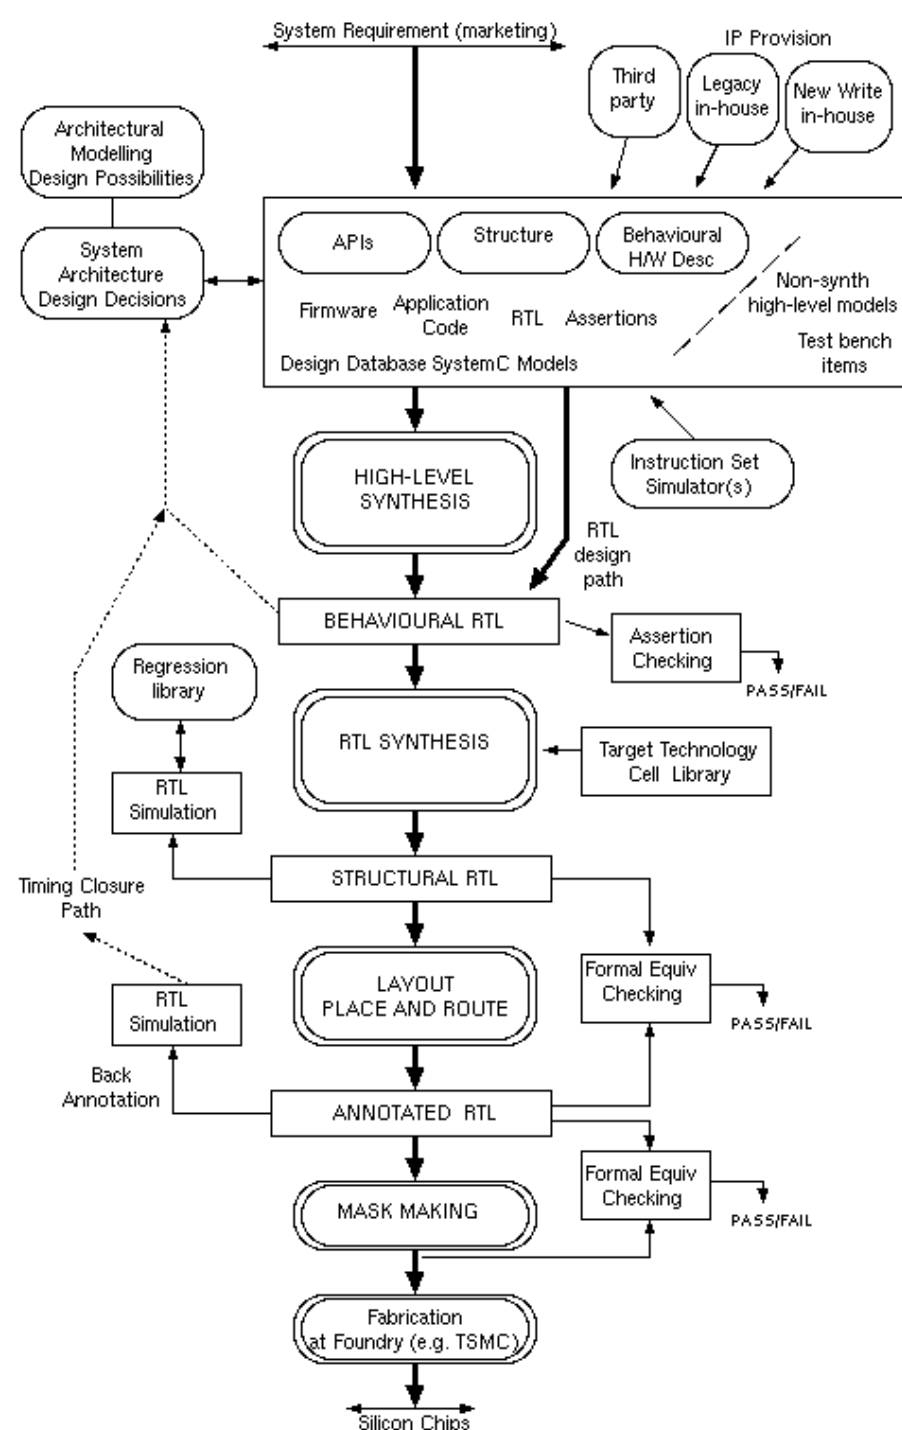 System Requirement (marketing)
IP Provision
Third
party
Legacy
in-house
New Write
in-house
Architectural
Modelling
Design Possibilities
System
Architecture
Design Decisions
APIs
Structure
Behavioural
H/W Desc
Firmware
Application
Code
RTL
Assertions
Non-synth
high-level models
Test bench
items
Design Database SystemC Models
HIGH-LEVEL
SYNTHESIS
Instruction Set
Simulator(s)
RTL
design
path
BEHAVIOURAL RTL
Assertion
Checking
PASS/FAIL
Regression
library
RTL SYNTHESIS
Target Technology
Cell Library
RTL
Simulation
STRUCTURAL RTL
Timing Closure
Path
LAYOUT
PLACE AND ROUTE
Formal Equiv
Checking
PASS/FAIL
RTL
Simulation
Back
Annotation
ANNOTATED RTL
Formal Equiv
Checking
PASS/FAIL
MASK MAKING
Fabrication
at Foundry (e.g. TSMC)
Silicon Chips